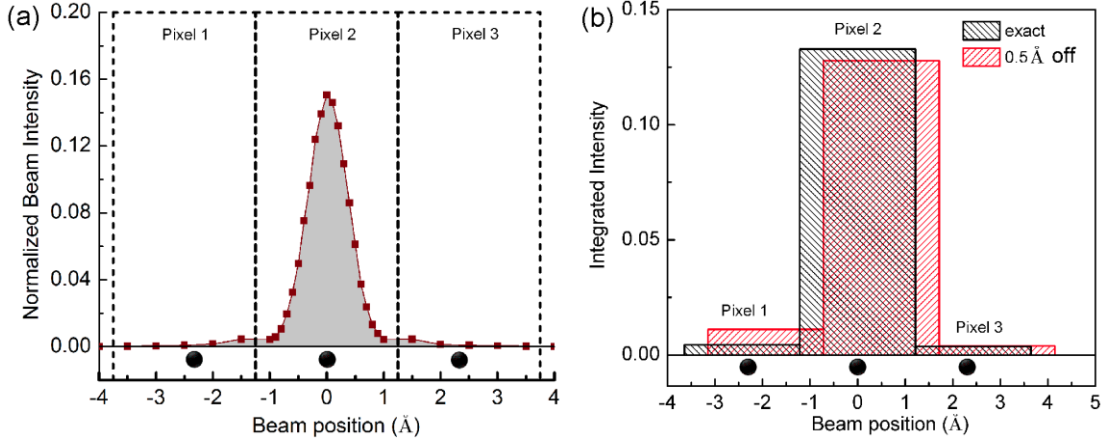 (a)
0.20
0.16
0.12
0.08
0.04
0.00
Normalized Beam Intensity
Pixel 1
Pixel 2
Pixel 3
-4 -3 -2 -1 0 1 2 3 4
Beam position (Å)
(b)
0.15
0.10
0.05
0.00
Integrated Intensity
Pixel 2
exact
0.5 Å off
Pixel 1
Pixel 3
-4 -3 -2 -1 0 1 2 3 4 5
Beam position (Å)